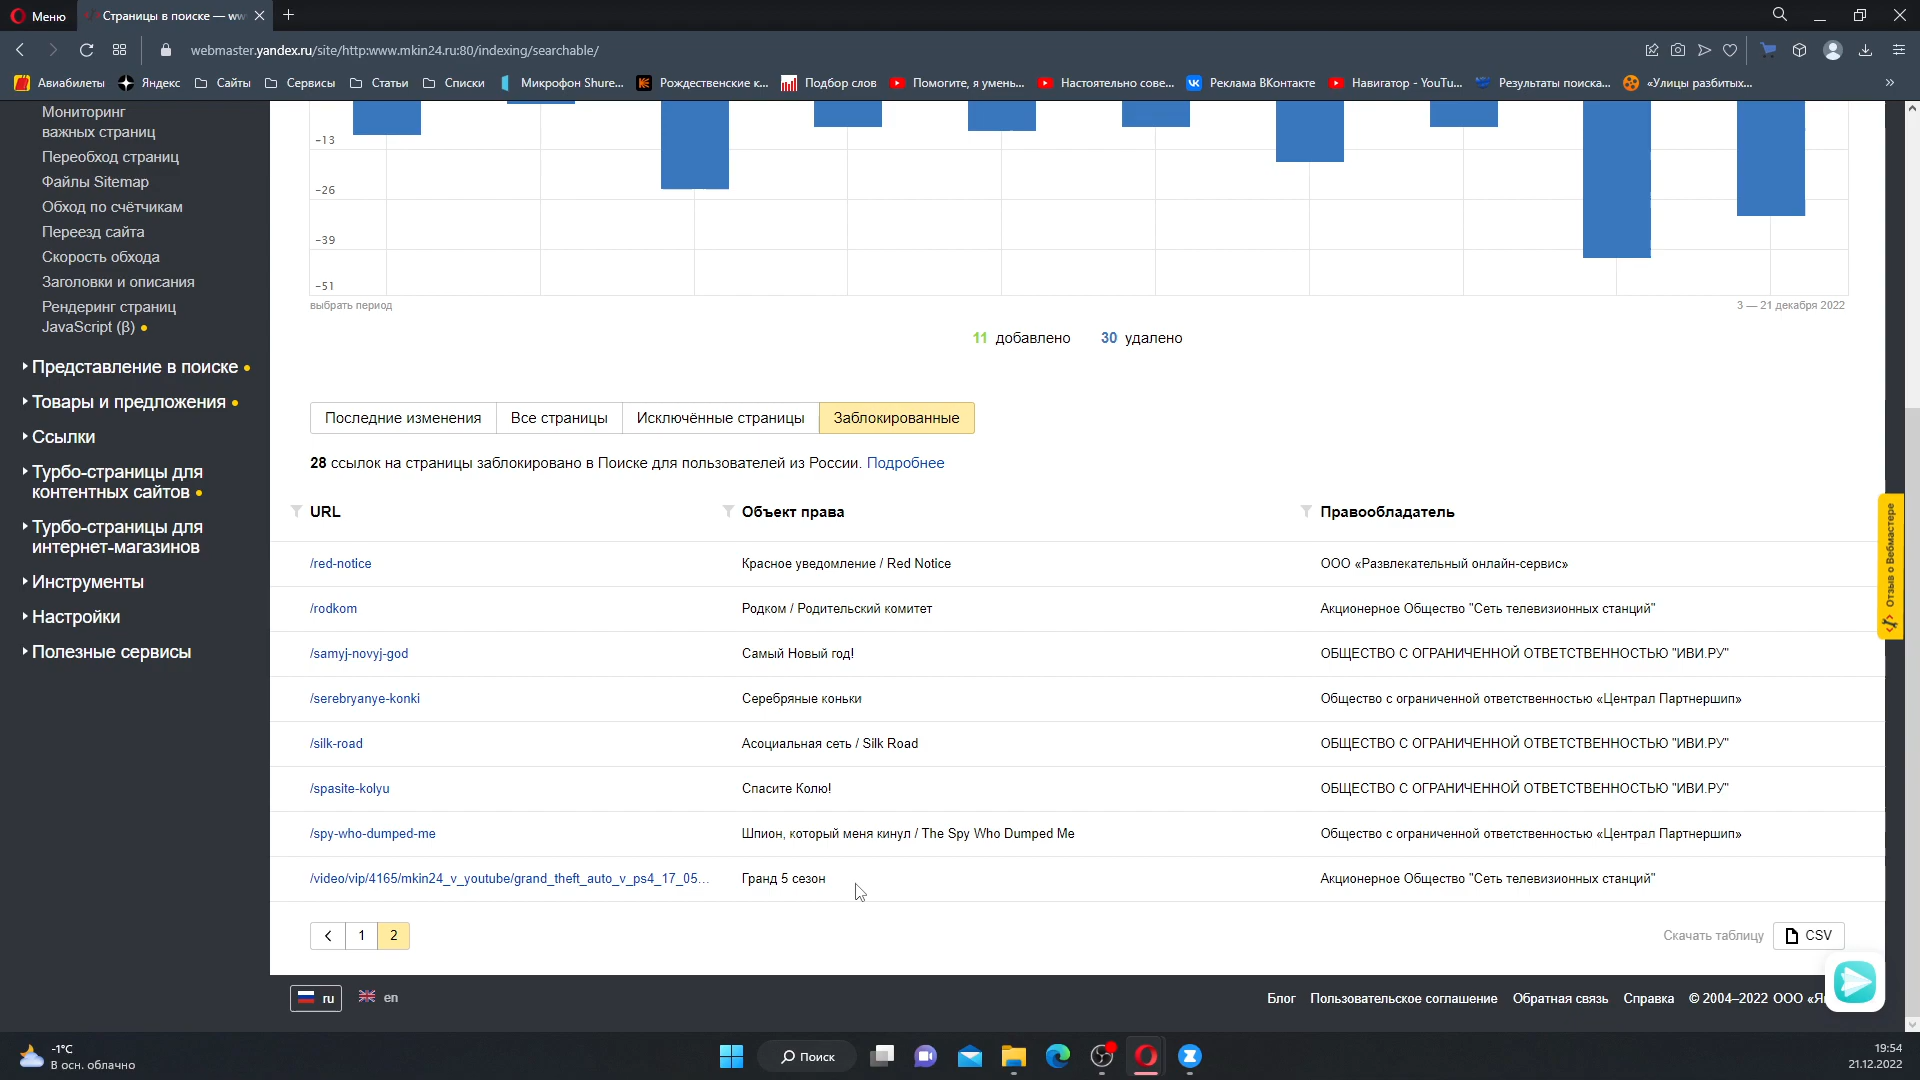 Меню
Страницы в поиске — ww
webmaster.yandex.ru/site/http:www.mkin24.ru:80/indexing/searchable/
Авиабилеты
Яндекс
Сайты
Сервисы
Статьи
Списки
Микрофон Shure...
Рождественские к...
Подбор слов
Помогите, я умень...
Настоятельно сове...
Реклама ВКонтакте
Навигатор - YouTu...
Результаты поиска...
«Улицы разбитых...
»
Мониторинг
важных страниц
Переобход страниц
Файлы Sitemap
Обход по счётчикам
Переезд сайта
Скорость обхода
Заголовки и описания
Рендеринг страниц
JavaScript (β)
Представление в поиске
Товары и предложения
Ссылки
Турбо-страницы для
контентных сайтов
Турбо-страницы для
интернет-магазинов
Инструменты
Настройки
Полезные сервисы
-13
-26
-39
-51
выбрать период
3 — 21 декабря 2022
11 добавлено 30 удалено
Последние изменения
Все страницы
Исключённые страницы
Заблокированные
28 ссылок на страницы заблокировано в Поиске для пользователей из России. Подробнее
URL Объект права Правообладатель
/red-notice Красное уведомление / Red Notice ООО «Развлекательный онлайн-сервис»
/rodkom Родком / Родительский комитет Акционерное Общество "Сеть телевизионных станций"
/samyj-novyj-god Самый Новый год! ОБЩЕСТВО С ОГРАНИЧЕННОЙ ОТВЕТСТВЕННОСТЬЮ "ИВИ.РУ"
/serebryanye-konki Серебряные коньки Общество с ограниченной ответственностью «Централ Партнершип»
/silk-road Асоциальная сеть / Silk Road ОБЩЕСТВО С ОГРАНИЧЕННОЙ ОТВЕТСТВЕННОСТЬЮ "ИВИ.РУ"
/spasite-kolyu Спасите Колю! ОБЩЕСТВО С ОГРАНИЧЕННОЙ ОТВЕТСТВЕННОСТЬЮ "ИВИ.РУ"
/spy-who-dumped-me Шпион, который меня кинул / The Spy Who Dumped Me Общество с ограниченной ответственностью «Централ Партнершип»
/video/vip/4165/mkin24_v_youtube/grand_theft_auto_v_ps4_17_05... Гранд 5 сезон Акционерное Общество "Сеть телевизионных станций"
1 2
Скачать таблицу CSV
Отзыв о Вебмастере
ru en
Блог Пользовательское соглашение Обратная связь Справка © 2004–2022 ООО «Я
-1°C
В осн. облачно
Поиск
19:54
21.12.2022